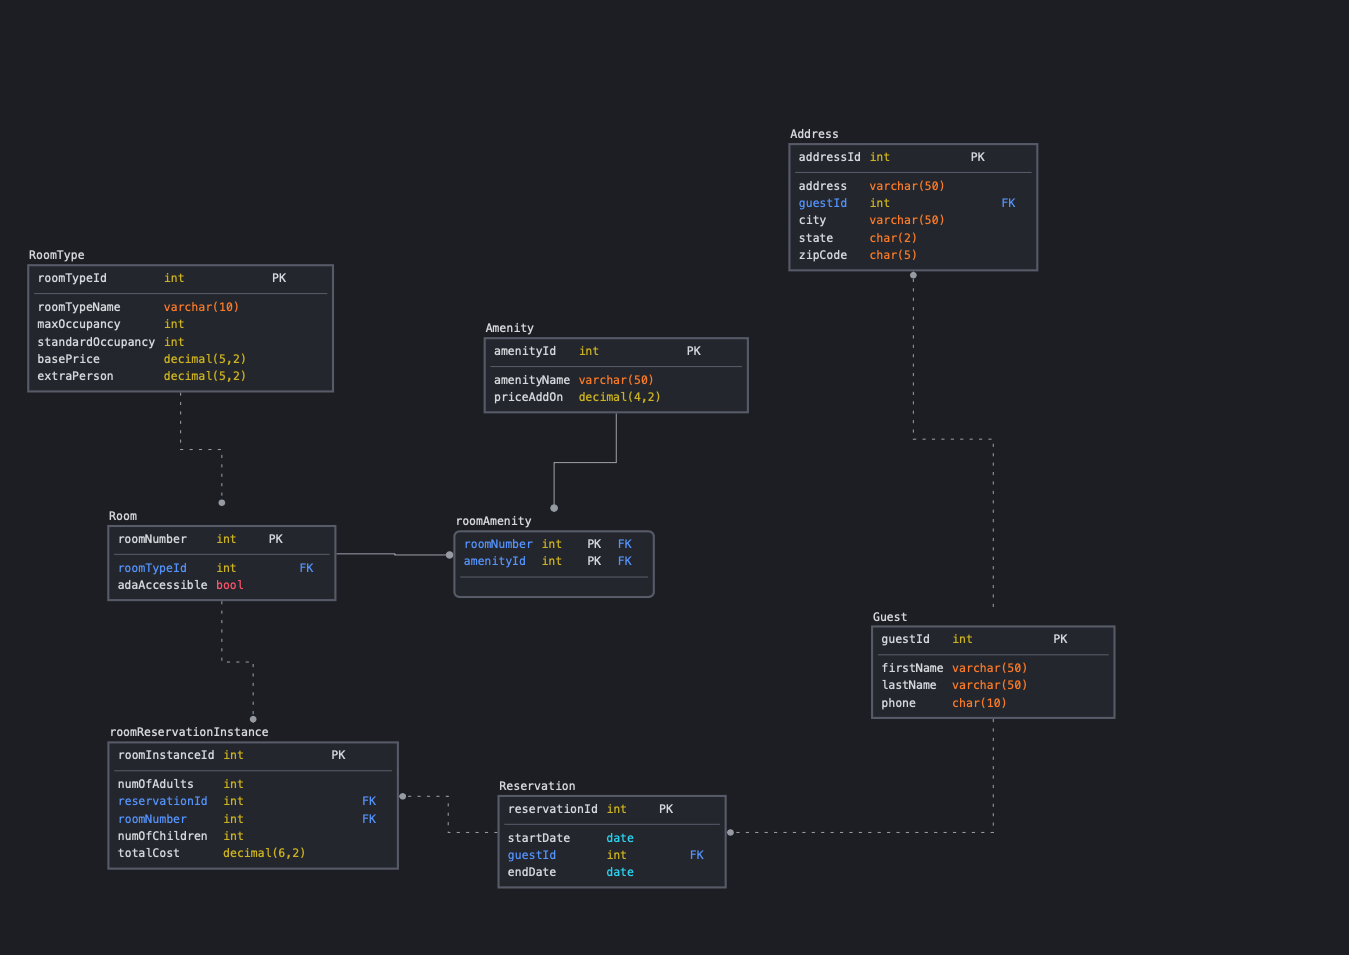 Address
addressId int PK
address varchar(50)
guestId int FK
city varchar(50)
state char(2)
zipCode char(5)
RoomType
roomTypeId int PK
roomTypeName varchar(10)
maxOccupancy int
standardOccupancy int
basePrice decimal(5,2)
extraPerson decimal(5,2)
Amenity
amenityId int PK
amenityName varchar(50)
priceAddOn decimal(4,2)
Room
roomNumber int PK
roomTypeId int FK
adaAccessible bool
roomAmenity
roomNumber int PK FK
amenityId int PK FK
Guest
guestId int PK
firstName varchar(50)
lastName varchar(50)
phone char(10)
roomReservationInstance
roomInstanceId int PK
numOfAdults int
reservationId int FK
roomNumber int FK
numOfChildren int
totalCost decimal(6,2)
Reservation
reservationId int PK
startDate date
guestId int FK
endDate date